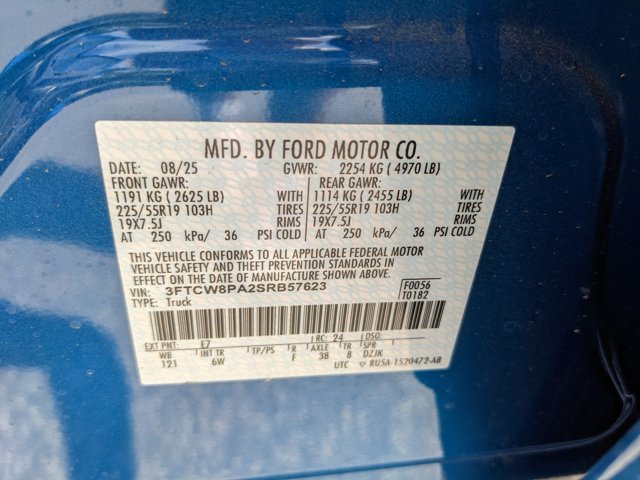 MFD. BY FORD MOTOR CO.
DATE: 08/25 GVWR: 2254 KG ( 4970 LB)
FRONT GAWR: REAR GAWR:
1191 KG ( 2625 LB) WITH 1114 KG ( 2455 LB) WITH
225/55R19 103H TIRES 225/55R19 103H TIRES
19X7.5J RIMS 19X7.5J RIMS
AT 250 kPa/ 36 PSI COLD AT 250 kPa/ 36 PSI COLD
THIS VEHICLE CONFORMS TO ALL APPLICABLE FEDERAL MOTOR
VEHICLE SAFETY AND THEFT PREVENTION STANDARDS IN
EFFECT ON THE DATE OF MANUFACTURE SHOWN ABOVE.
VIN: 3FTCW8PA2SRB57623 F0056
TYPE: Truck T0182
EXT PNT: E7 RC: 24 DSO:
WB INT TR TP/PS R AXLE TR SPR
121 6W F 38 8 DZJK
UTC RU5A-1520472-AB